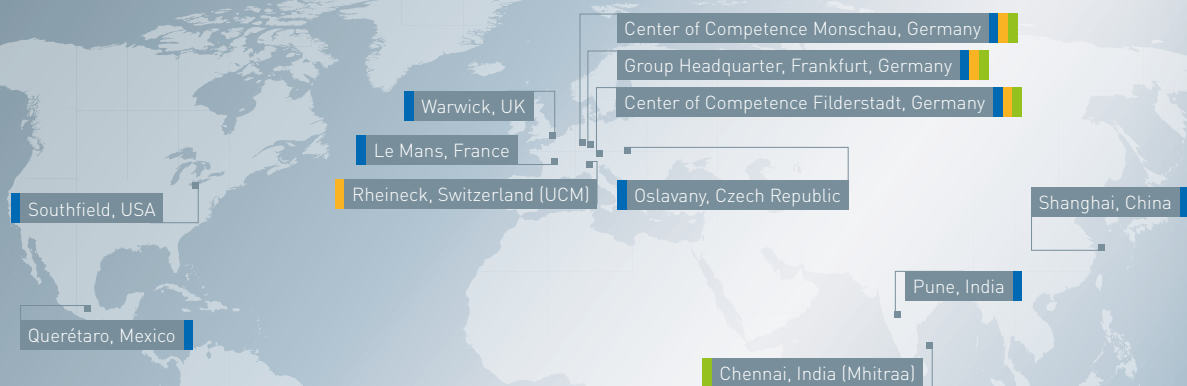 Center of Competence Monschau, Germany
Group Headquarter, Frankfurt, Germany
Center of Competence Filderstadt, Germany
Warwick, UK
Le Mans, France
Rheineck, Switzerland (UCM)
Oslavany, Czech Republic
Southfield, USA
Shanghai, China
Pune, India
Querétaro, Mexico
Chennai, India (Mhitraa)